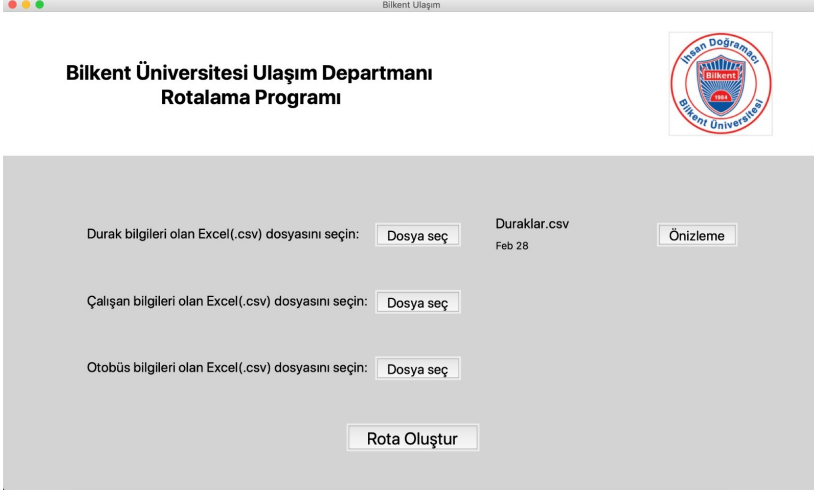 Bilkent Ulaşım
Bilkent Üniversitesi Ulaşım Departmanı
Rotalama Programı
İhsan Doğramacı
Bilkent
1984
Bilkent Üniversitesi
Durak bilgileri olan Excel(.csv) dosyasını seçin: Dosya seç Duraklar.csv Önizleme
Feb 28
Çalışan bilgileri olan Excel(.csv) dosyasını seçin: Dosya seç
Otobüs bilgileri olan Excel(.csv) dosyasını seçin: Dosya seç
Rota Oluştur